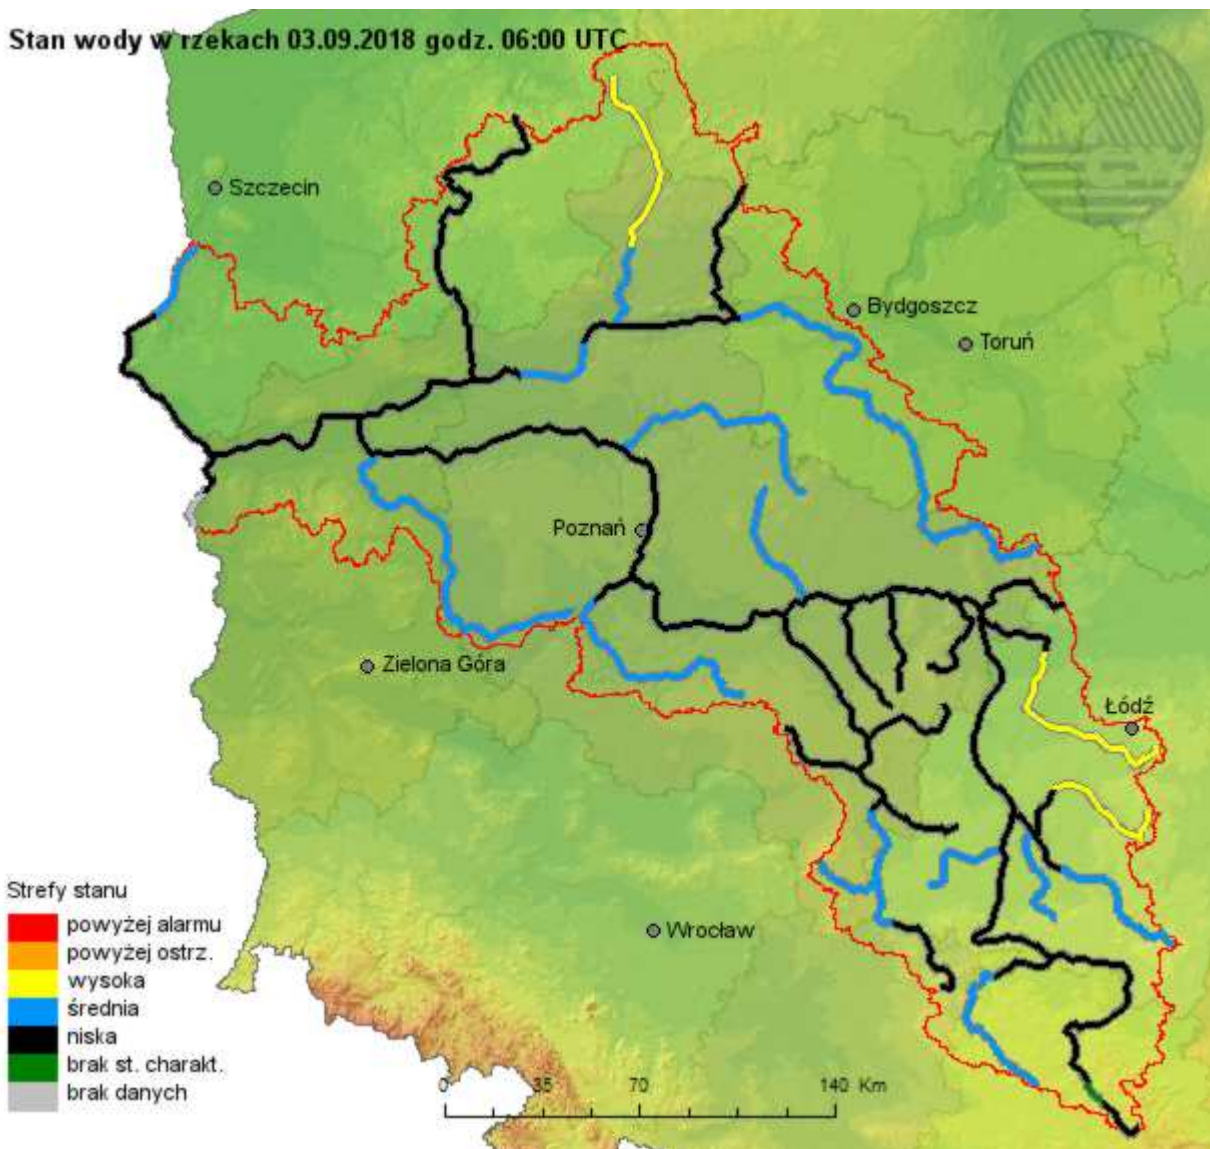 Stan wody w rzekach 03.09.2018 godz. 06:00 UTC
Szczecin
Bydgoszcz
Toruń
Poznań
Zielona Góra
Łódź
Wrocław
Strefy stanu
powyżej alarmu
powyżej ostrz.
wysoka
średnia
niska
brak st. charakt.
brak danych
0 35 70 140 Km